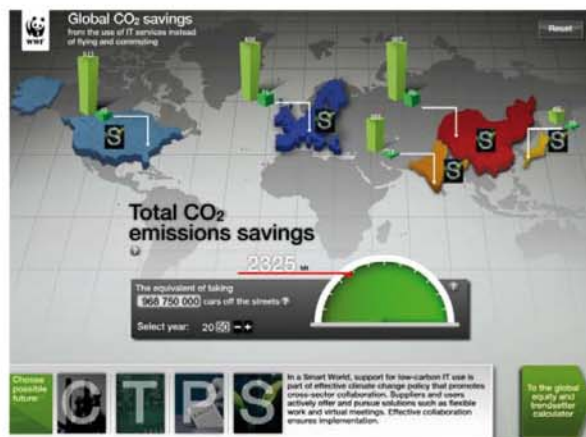 WWF
Global CO₂ savings
from the use of IT services instead
of flying and commuting
Reset
S
S
S
S
S
Total CO₂
emissions savings
?
2325 Mt
The equivalent of taking
968 750 000 cars off the streets ?
?
Select year: 20 50 - +
Choose
possible
future:
C T P S
In a Smart World, support for low-carbon IT use is
part of effective climate change policy that promotes
cross-sector collaboration. Suppliers and users
actively offer and pursue solutions such as flexible
work and virtual meetings. Effective collaboration
ensures implementation.
To the global
equity and
trendsetter
calculator